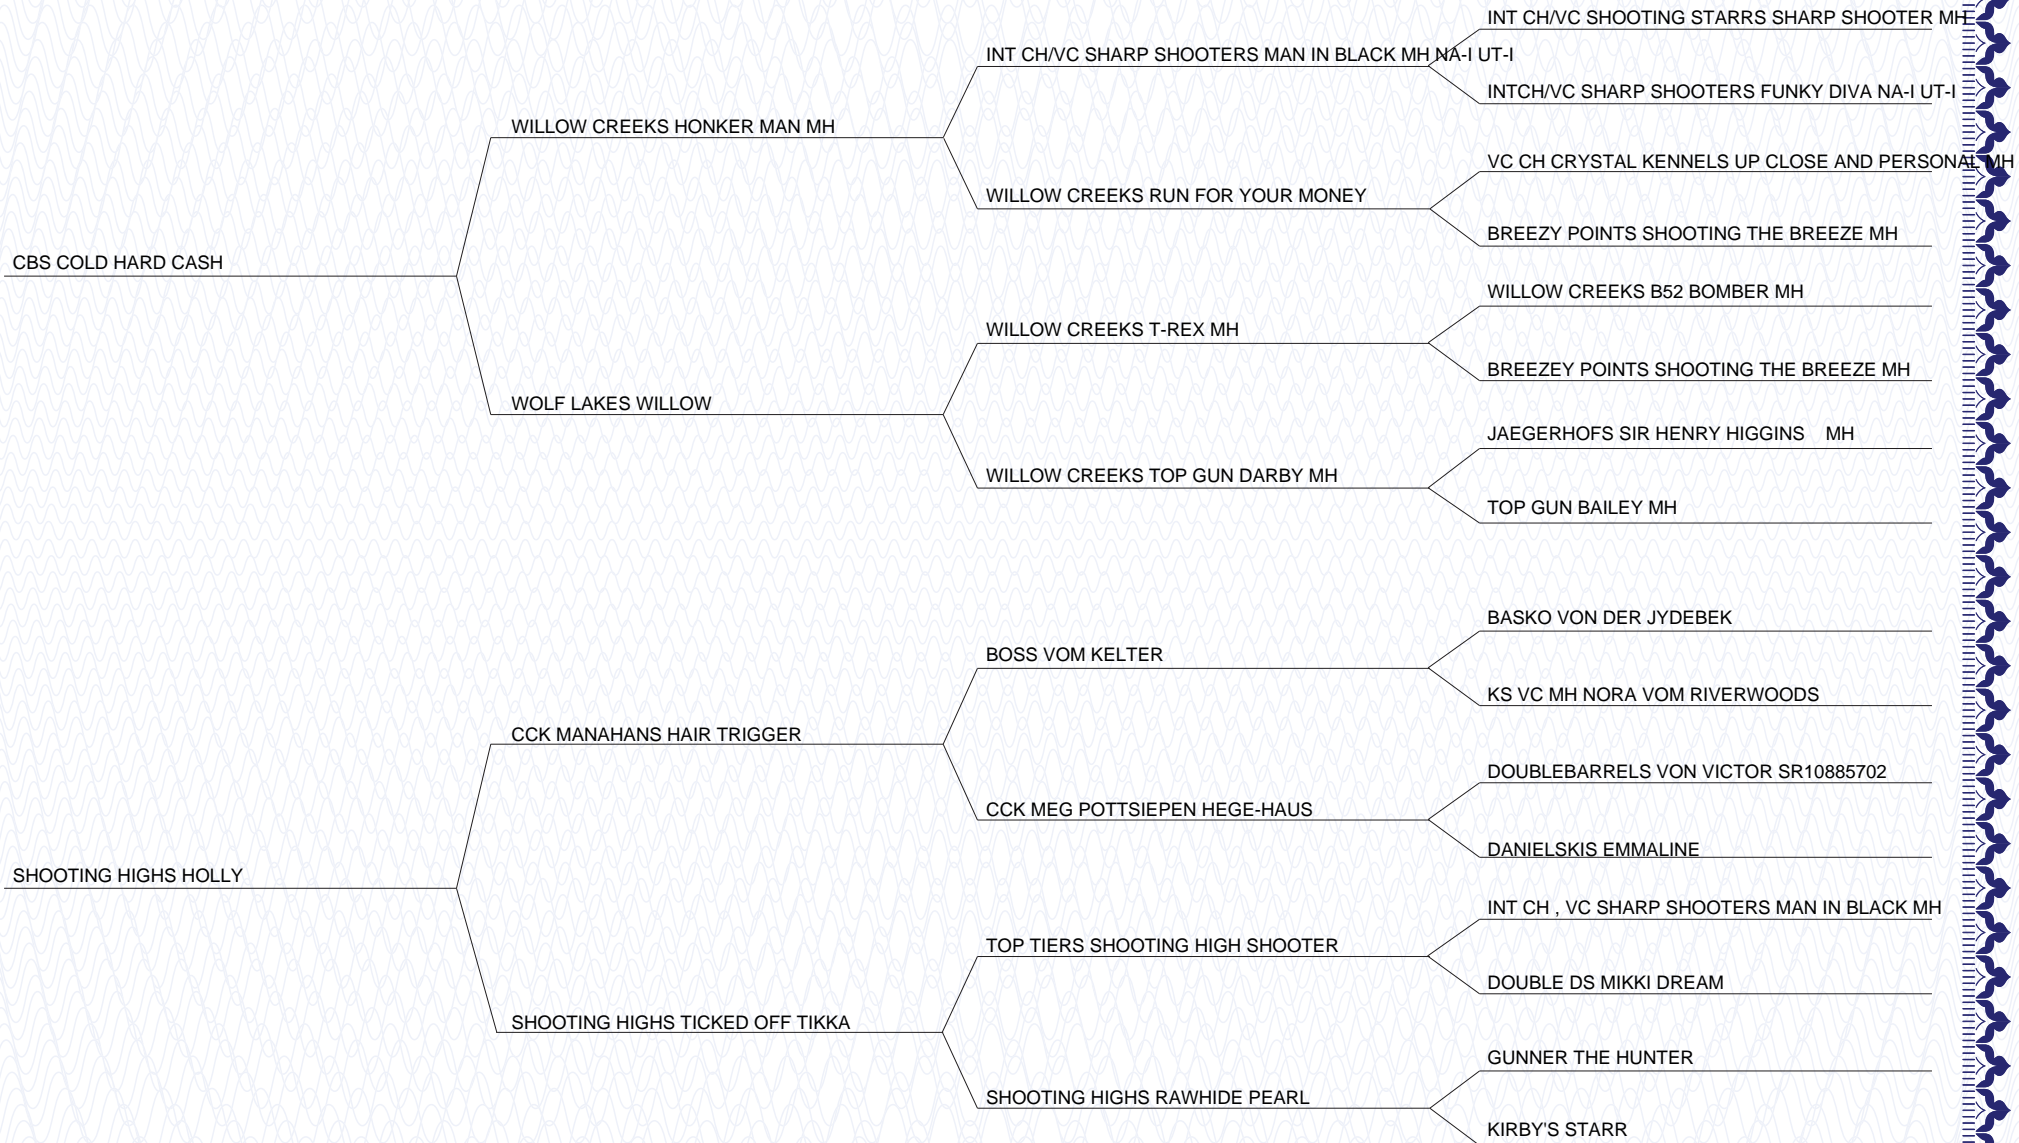 INT CH/VC SHOOTING STARRS SHARP SHOOTER MH
INT CH/VC SHARP SHOOTERS MAN IN BLACK MH NA-I UT-I
INTCH/VC SHARP SHOOTERS FUNKY DIVA NA-I UT-I
WILLOW CREEKS HONKER MAN MH
VC CH CRYSTAL KENNELS UP CLOSE AND PERSONAL MH
WILLOW CREEKS RUN FOR YOUR MONEY
BREEZY POINTS SHOOTING THE BREEZE MH
CBS COLD HARD CASH
WILLOW CREEKS B52 BOMBER MH
WILLOW CREEKS T-REX MH
BREEZEY POINTS SHOOTING THE BREEZE MH
WOLF LAKES WILLOW
JAEGERHOFS SIR HENRY HIGGINS MH
WILLOW CREEKS TOP GUN DARBY MH
TOP GUN BAILEY MH
BASKO VON DER JYDEBEK
BOSS VOM KELTER
KS VC MH NORA VOM RIVERWOODS
CCK MANAHANS HAIR TRIGGER
DOUBLEBARRELS VON VICTOR SR10885702
CCK MEG POTTSIEPEN HEGE-HAUS
DANIELSKIS EMMALINE
SHOOTING HIGHS HOLLY
INT CH , VC SHARP SHOOTERS MAN IN BLACK MH
TOP TIERS SHOOTING HIGH SHOOTER
DOUBLE DS MIKKI DREAM
SHOOTING HIGHS TICKED OFF TIKKA
GUNNER THE HUNTER
SHOOTING HIGHS RAWHIDE PEARL
KIRBY'S STARR